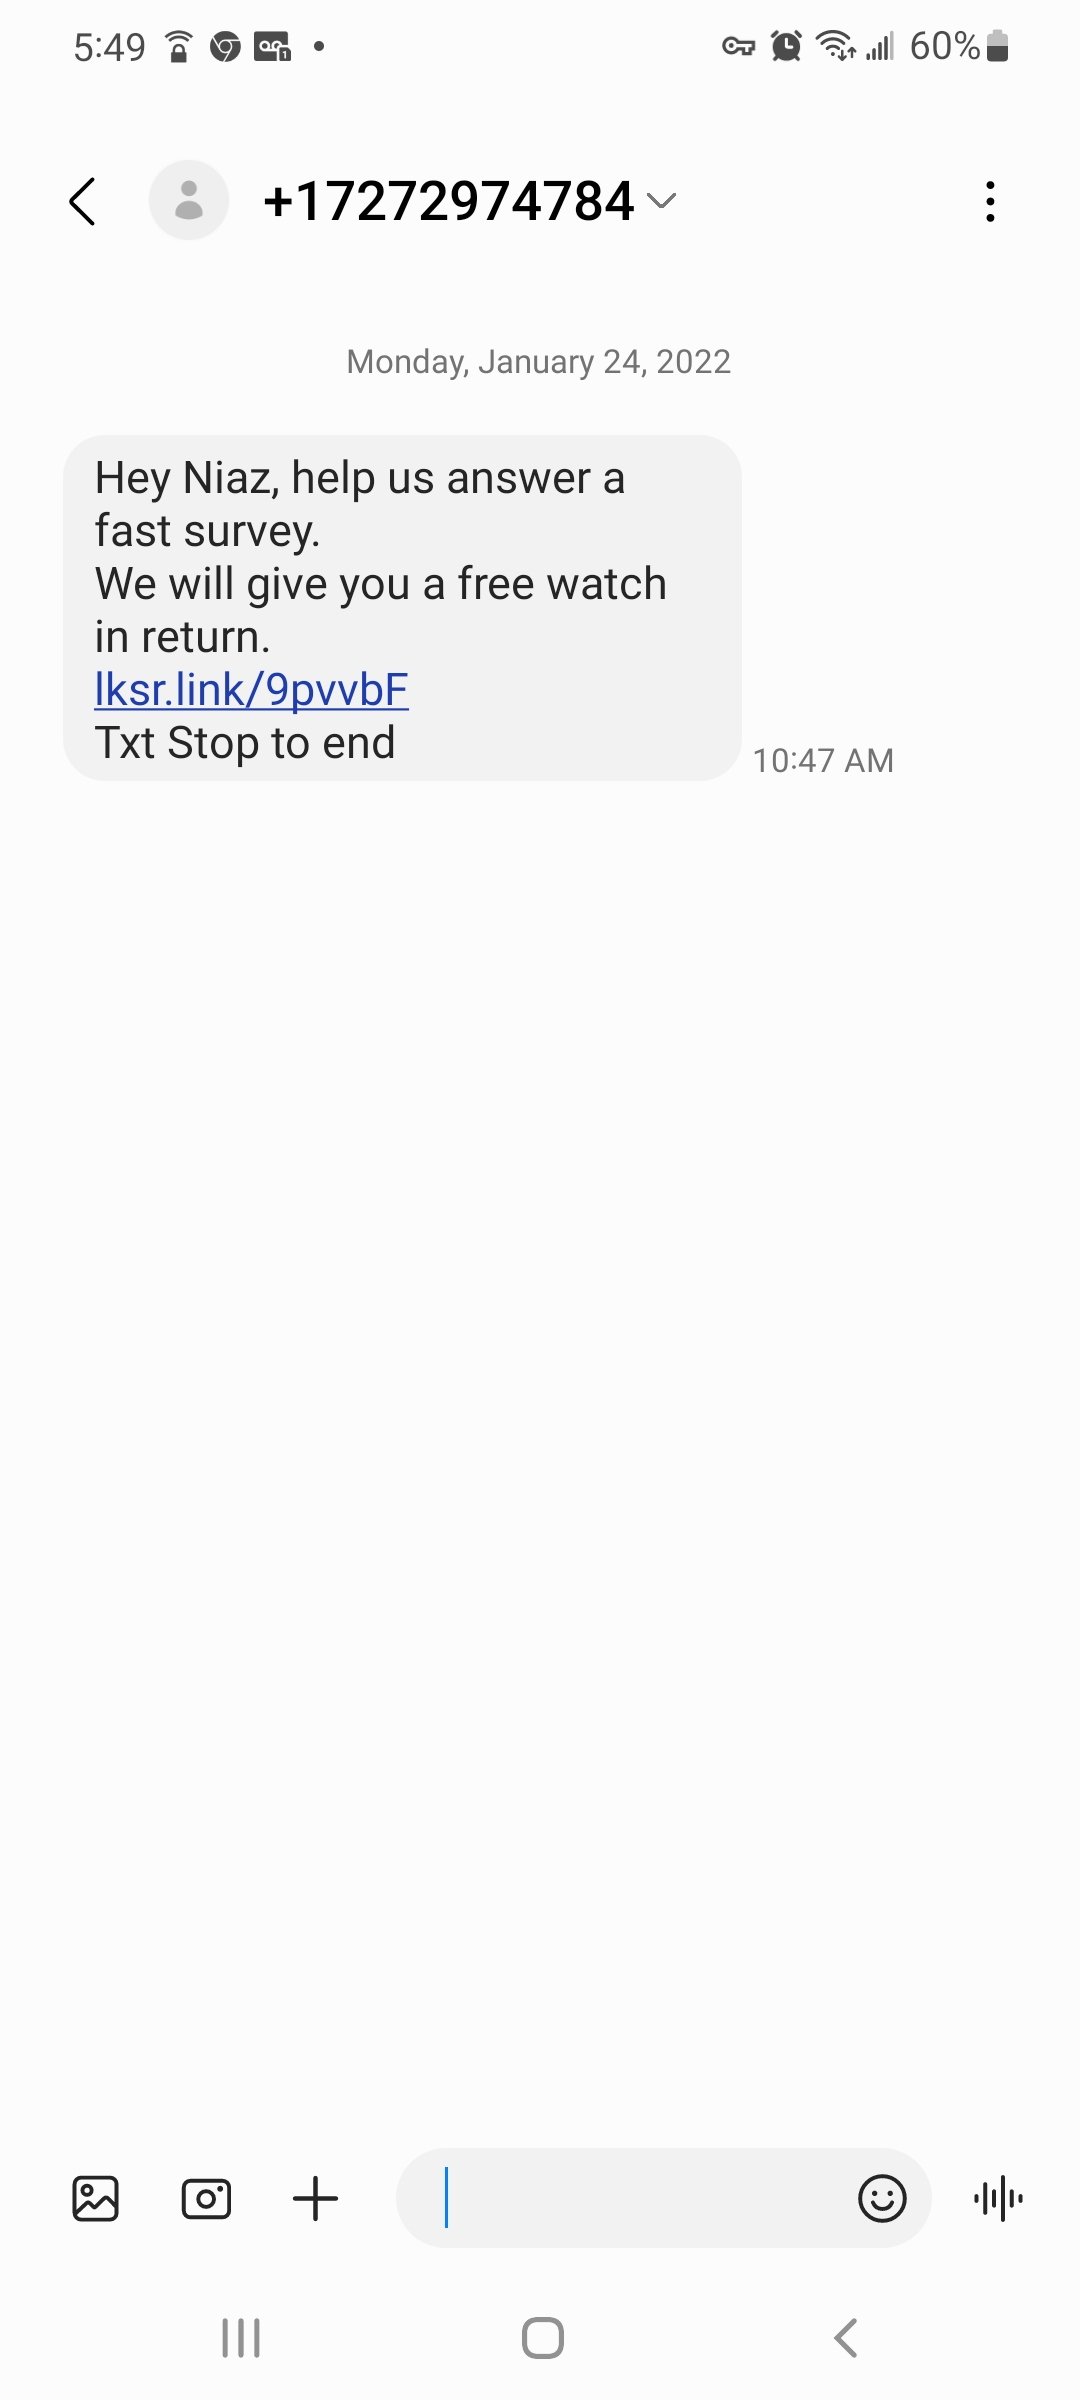 5:49
60%
+17272974784
Monday, January 24, 2022
Hey Niaz, help us answer a
fast survey.
We will give you a free watch
in return.
lksr.link/9pvvbF
Txt Stop to end
10:47 AM